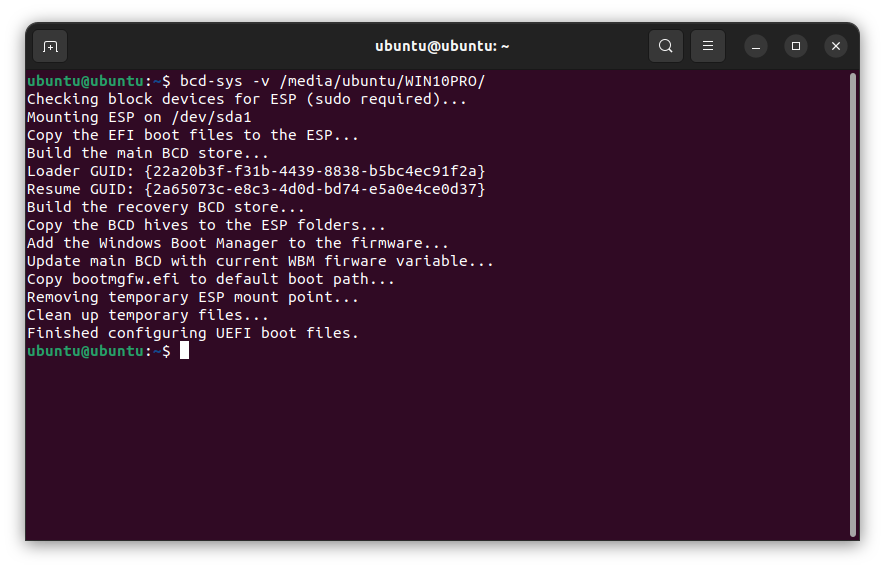 ubuntu@ubuntu: ~
ubuntu@ubuntu:~$ bcd-sys -v /media/ubuntu/WIN10PRO/
Checking block devices for ESP (sudo required)...
Mounting ESP on /dev/sda1
Copy the EFI boot files to the ESP...
Build the main BCD store...
Loader GUID: {22a20b3f-f31b-4439-8838-b5bc4ec91f2a}
Resume GUID: {2a65073c-e8c3-4d0d-bd74-e5a0e4ce0d37}
Build the recovery BCD store...
Copy the BCD hives to the ESP folders...
Add the Windows Boot Manager to the firmware...
Update main BCD with current WBM firware variable...
Copy bootmgfw.efi to default boot path...
Removing temporary ESP mount point...
Clean up temporary files...
Finished configuring UEFI boot files.
ubuntu@ubuntu:~$